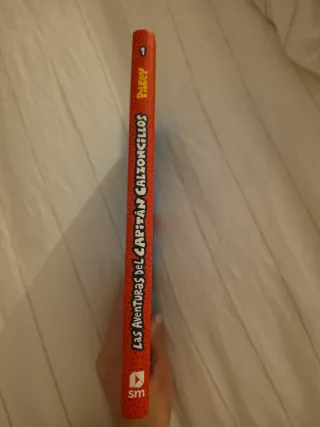 1
PILKEY
LAS AVENTURAS DEL CAPITÁN CALZONCILLOS
sm